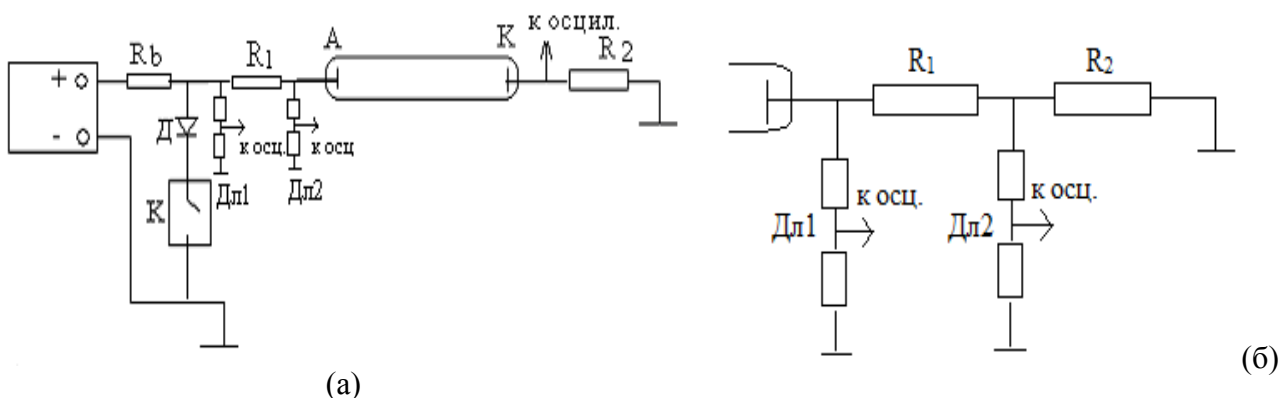 к осцил.
A
K
R2
Rb
R1
+
-
Д
к осц.
к осц
Дл1
Дл2
K
(а)
R1
R2
к осц.
к осц.
Дл1
Дл2
(б)